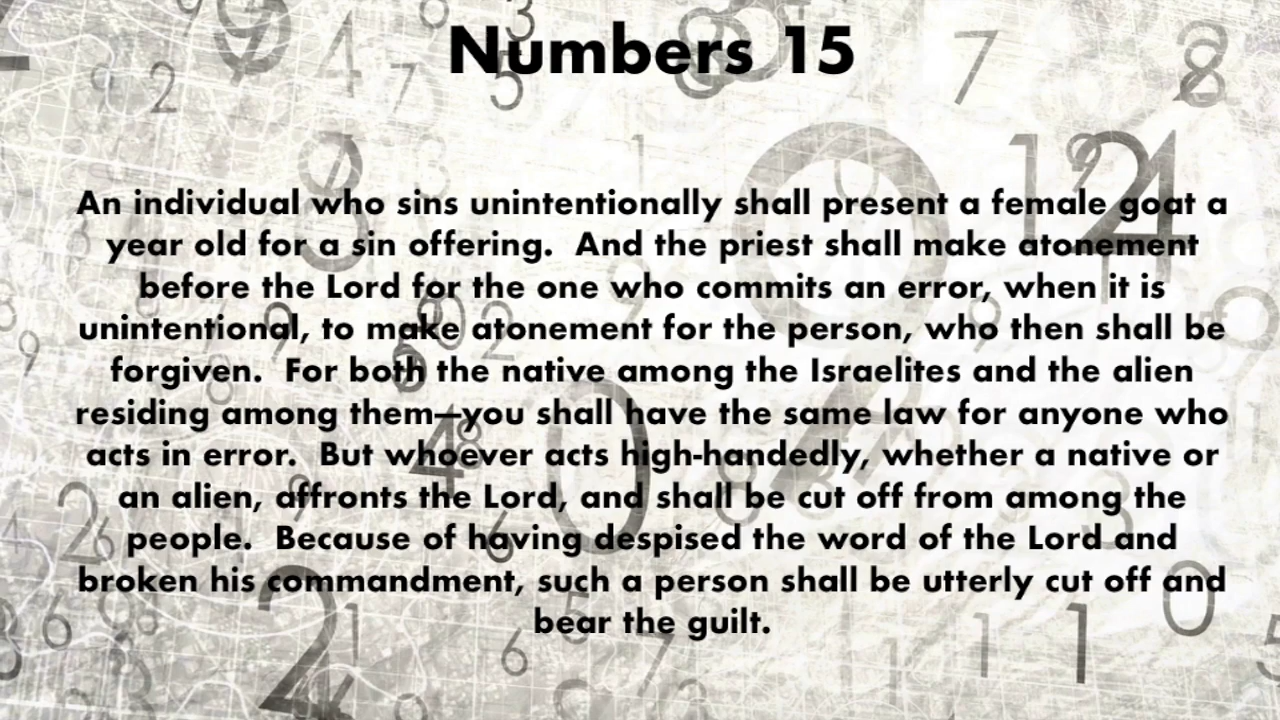 Numbers 15
An individual who sins unintentionally shall present a female goat a
year old for a sin offering.  And the priest shall make atonement
before the Lord for the one who commits an error, when it is
unintentional, to make atonement for the person, who then shall be
forgiven.  For both the native among the Israelites and the alien
residing among them—you shall have the same law for anyone who
acts in error.  But whoever acts high-handedly, whether a native or
an alien, affronts the Lord, and shall be cut off from among the
people.  Because of having despised the word of the Lord and
broken his commandment, such a person shall be utterly cut off and
bear the guilt.